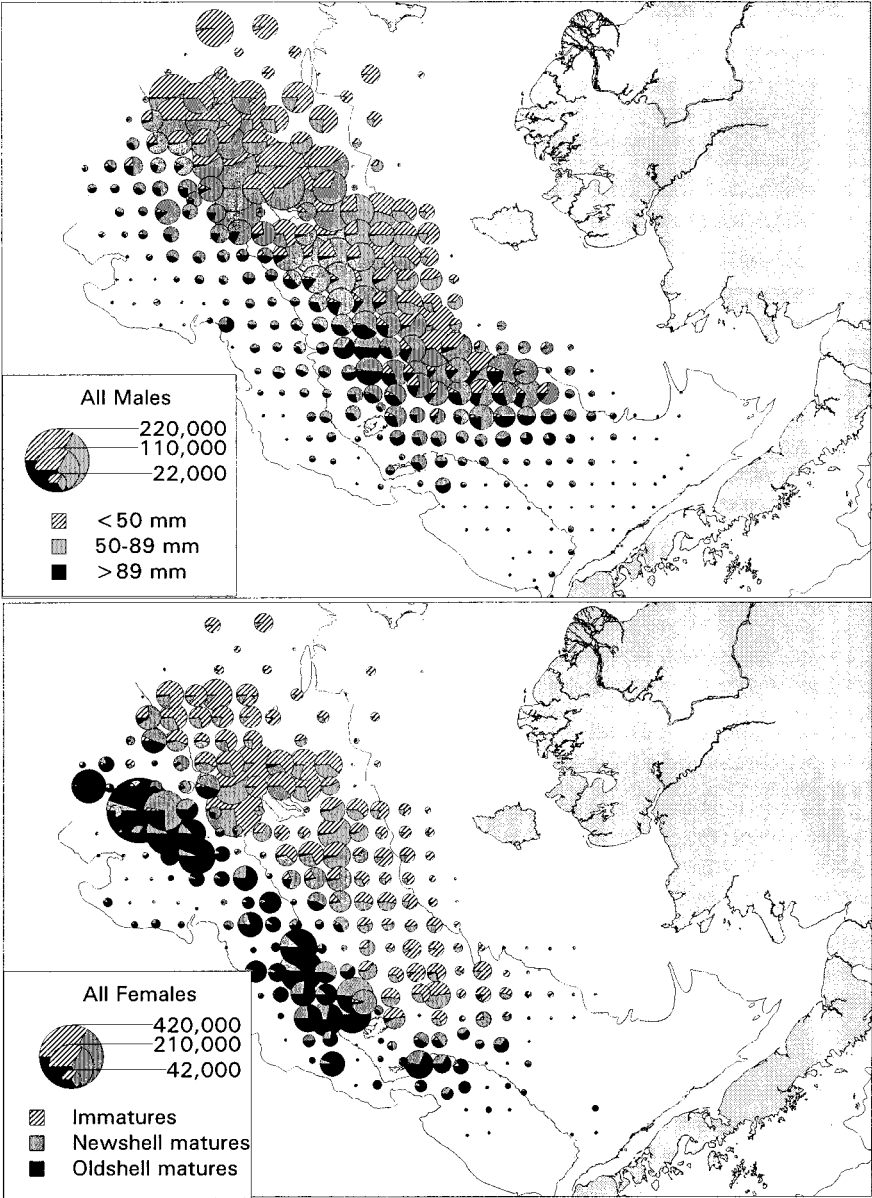 All Males
220,000
110,000
22,000
<50 mm
50-89 mm
>89 mm
All Females
420,000
210,000
42,000
Immatures
Newshell matures
Oldshell matures